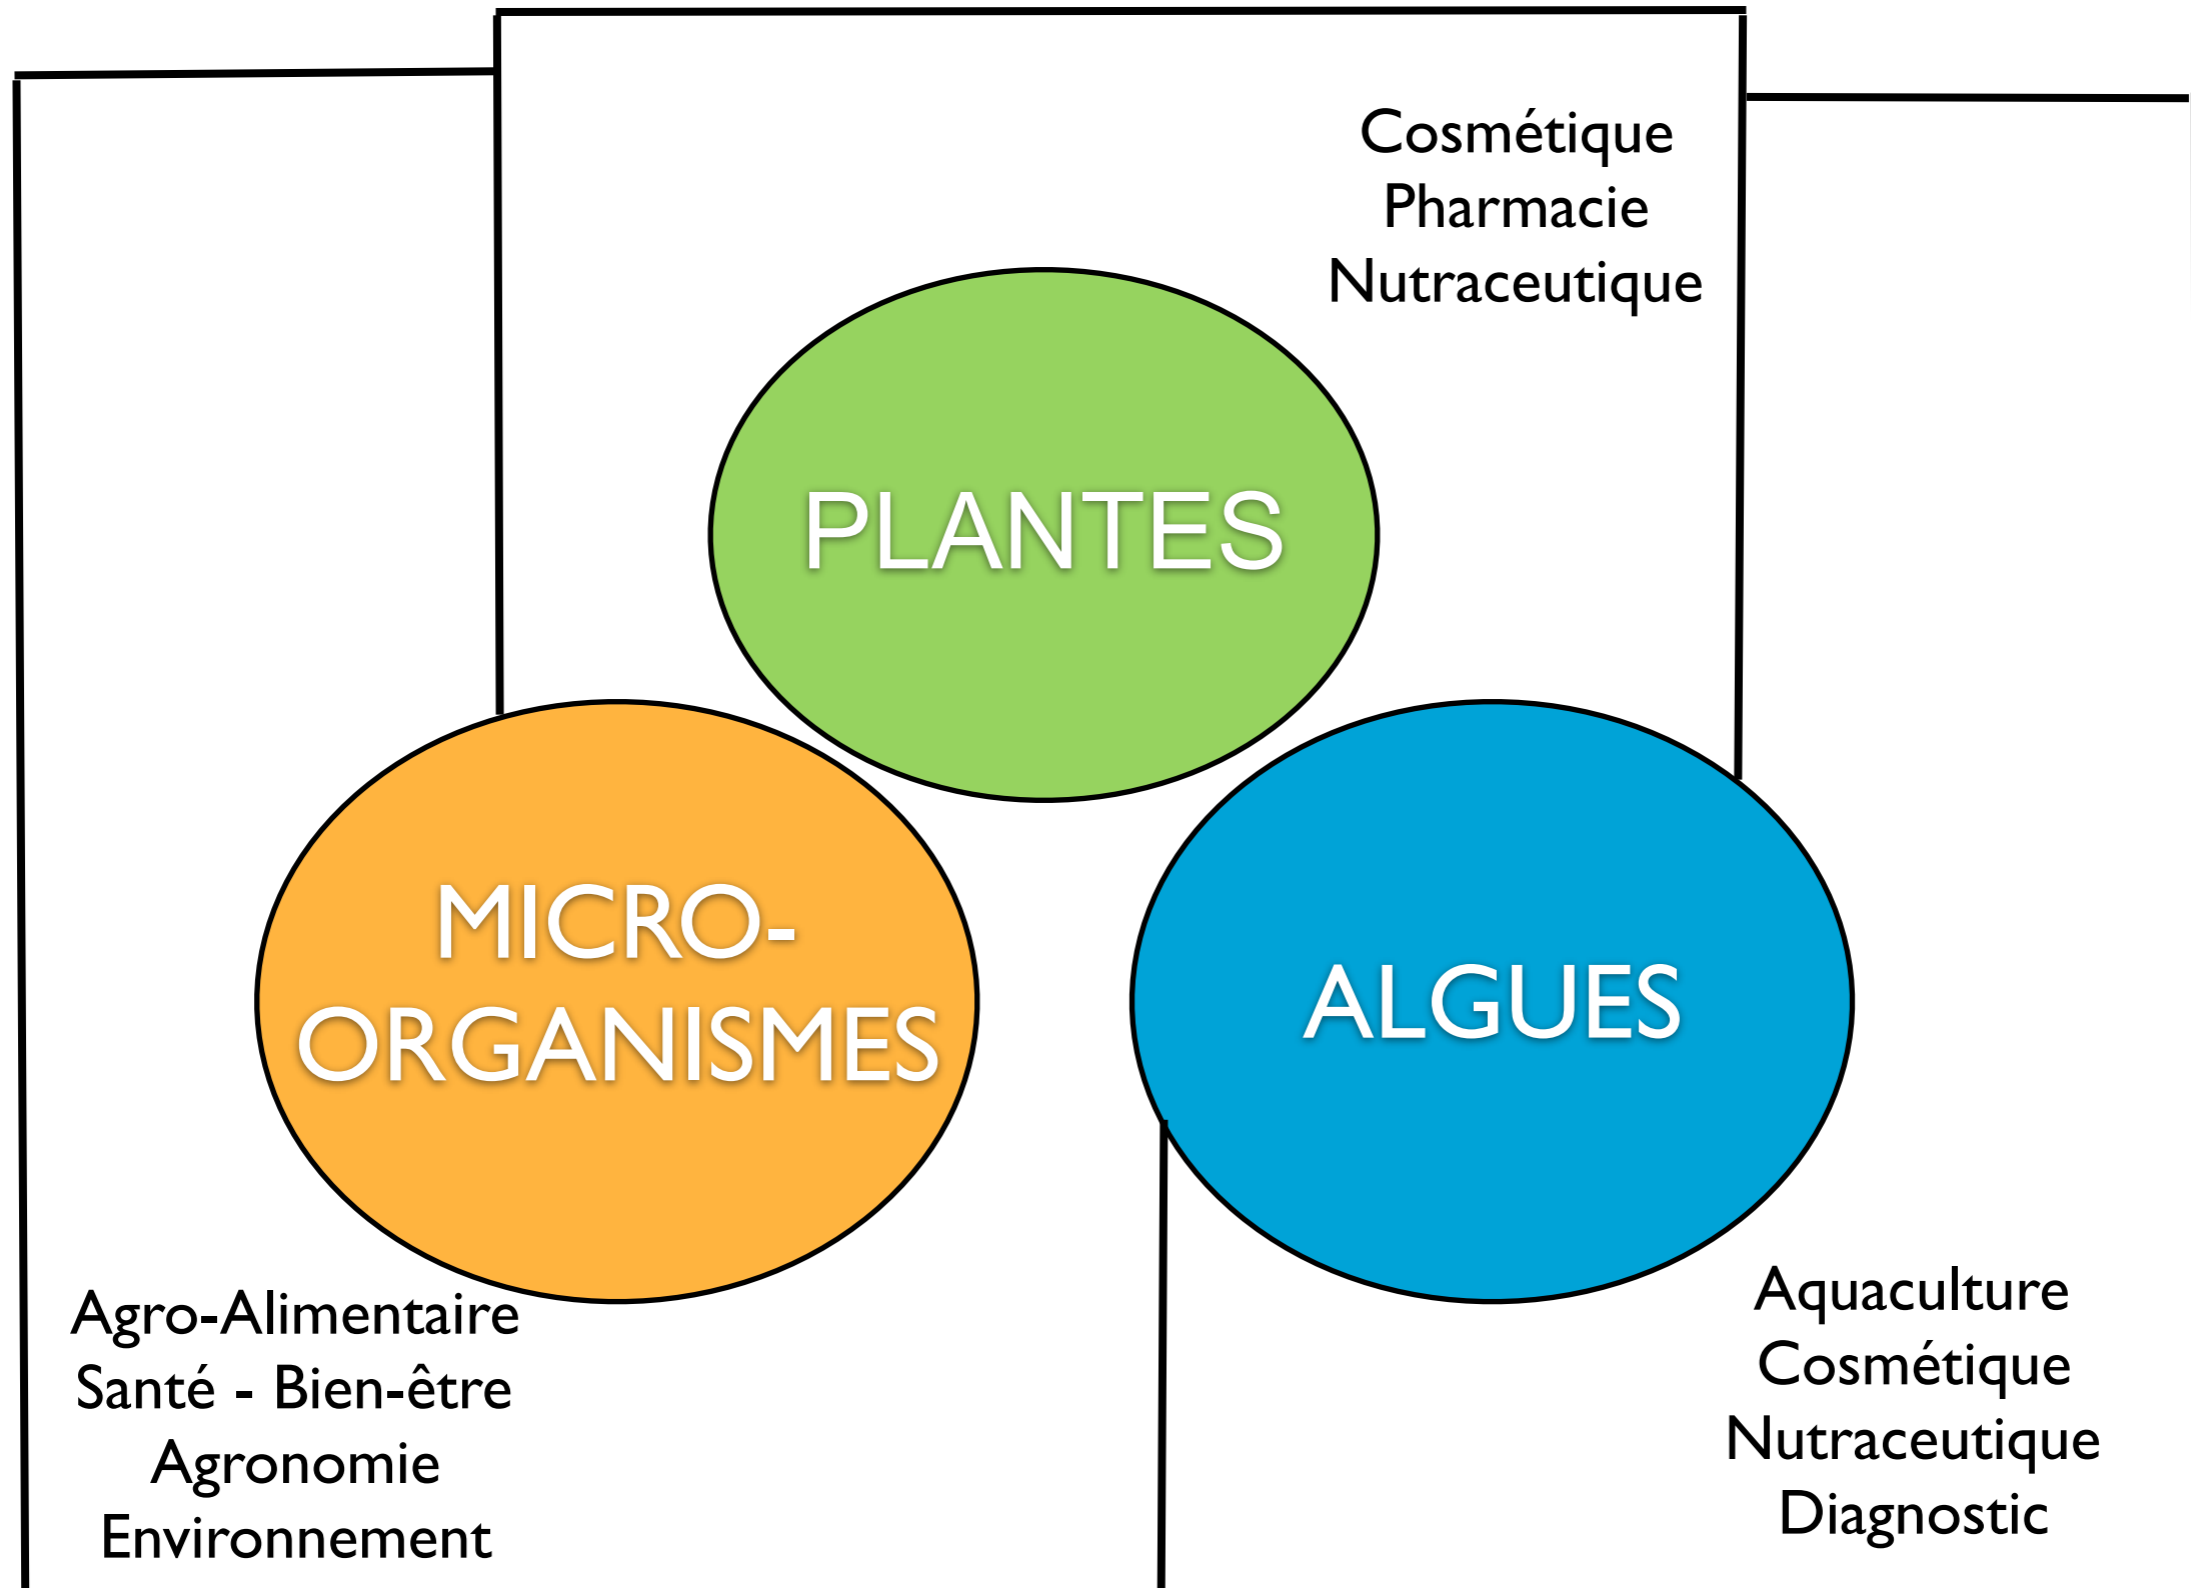 Cosmétique
Pharmacie
Nutraceutique
PLANTES
MICRO-
ORGANISMES
ALGUES
Agro-Alimentaire
Santé - Bien-être
Agronomie
Environnement
Aquaculture
Cosmétique
Nutraceutique
Diagnostic